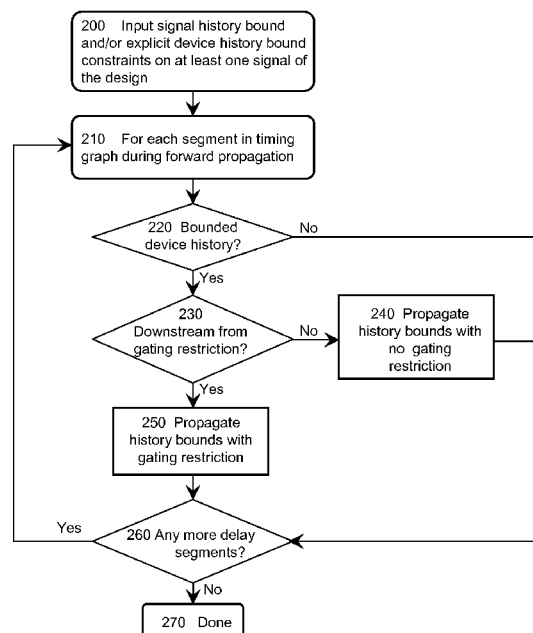 200 Input signal history bound
and/or explicit device history bound
constraints on at least one signal of
the design
210 For each segment in timing
graph during forward propagation
220 Bounded
device history?
No
Yes
230
Downstream from
gating restriction?
No
240 Propagate
history bounds with
no gating
restriction
Yes
250 Propagate
history bounds with
gating restriction
Yes
260 Any more delay
segments?
No
270 Done